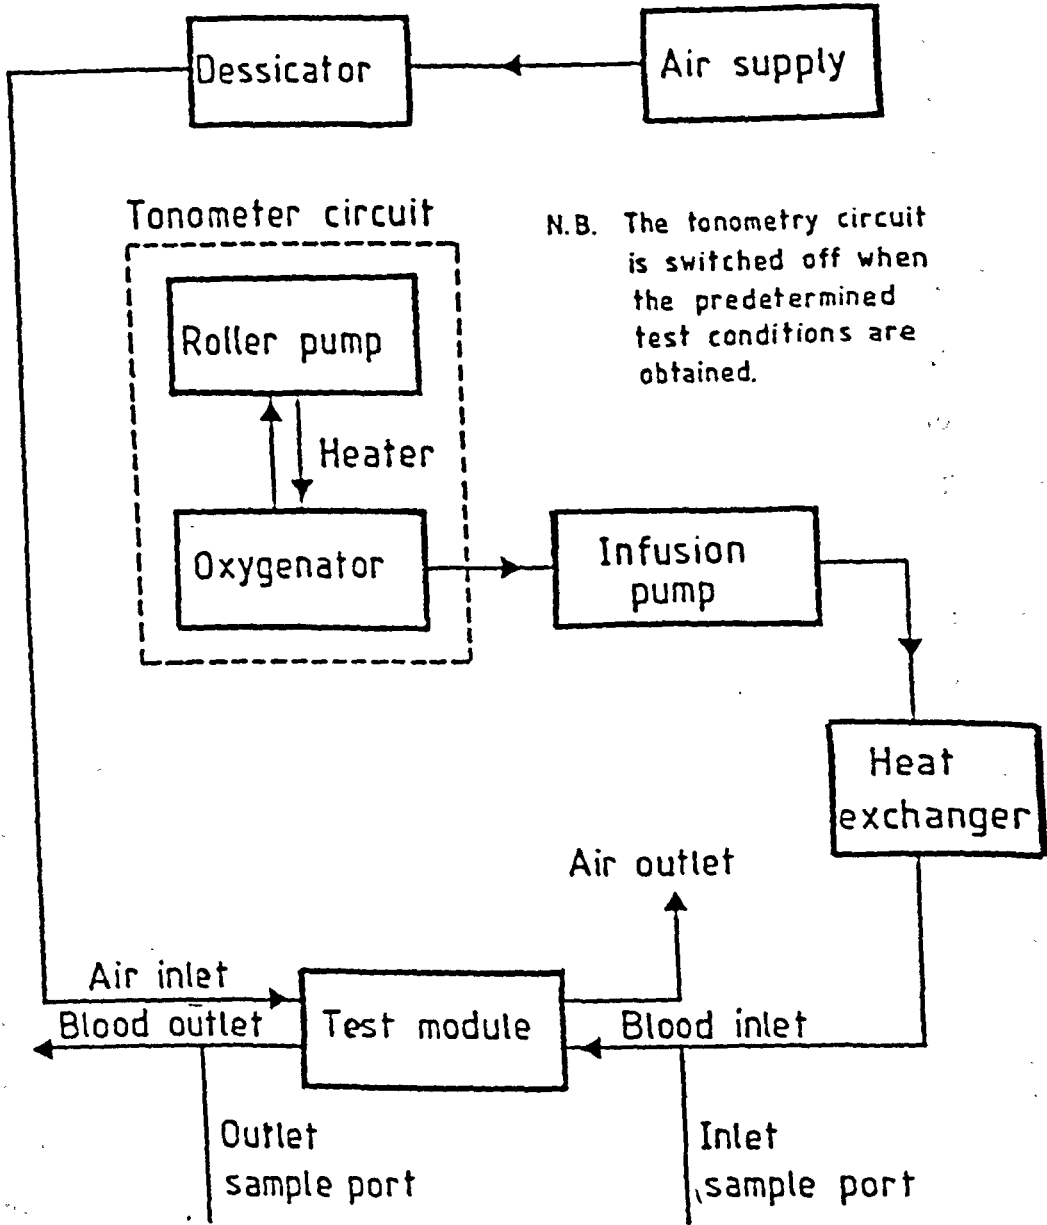 Dessicator
Air supply
Tonometer circuit
N.B. The tonometry circuit
is switched off when
the predetermined
test conditions are
obtained.
Roller pump
Heater
Oxygenator
Infusion
pump
Heat
exchanger
Air outlet
Air inlet
Blood outlet
Test module
Blood inlet
Outlet
sample port
Inlet
sample port